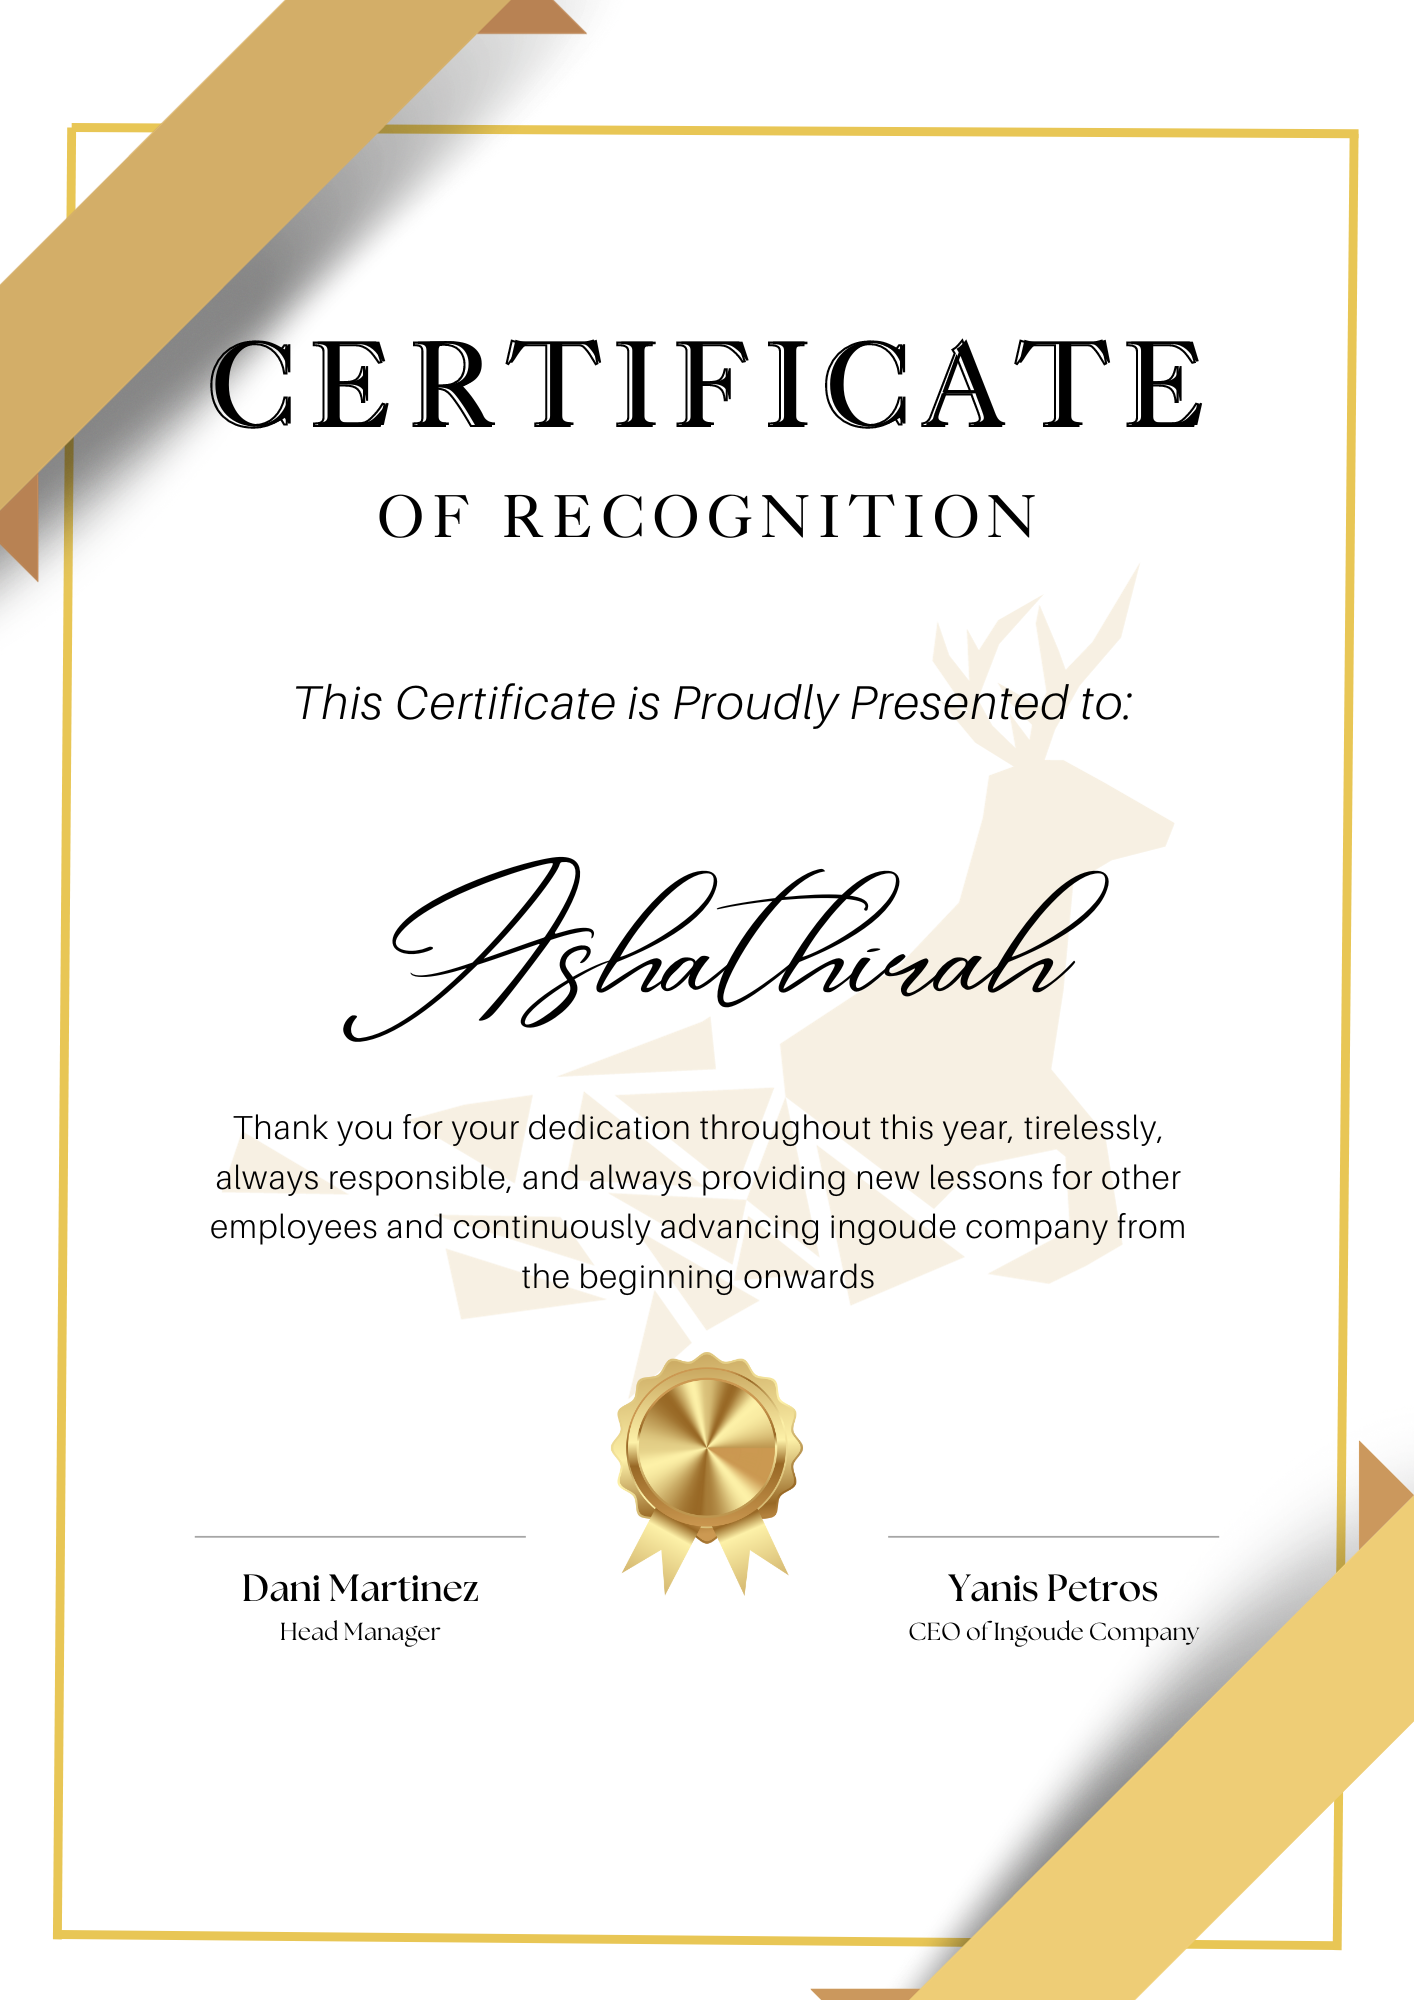 CERTIFICATE
OF RECOGNITION
This Certificate is Proudly Presented to:
Ashathirah
Thank you for your dedication throughout this year, tirelessly,
always responsible, and always providing new lessons for other
employees and continuously advancing ingoude company from
the beginning onwards
Dani Martinez
Head Manager
Yanis Petros
CEO of Ingoude Company